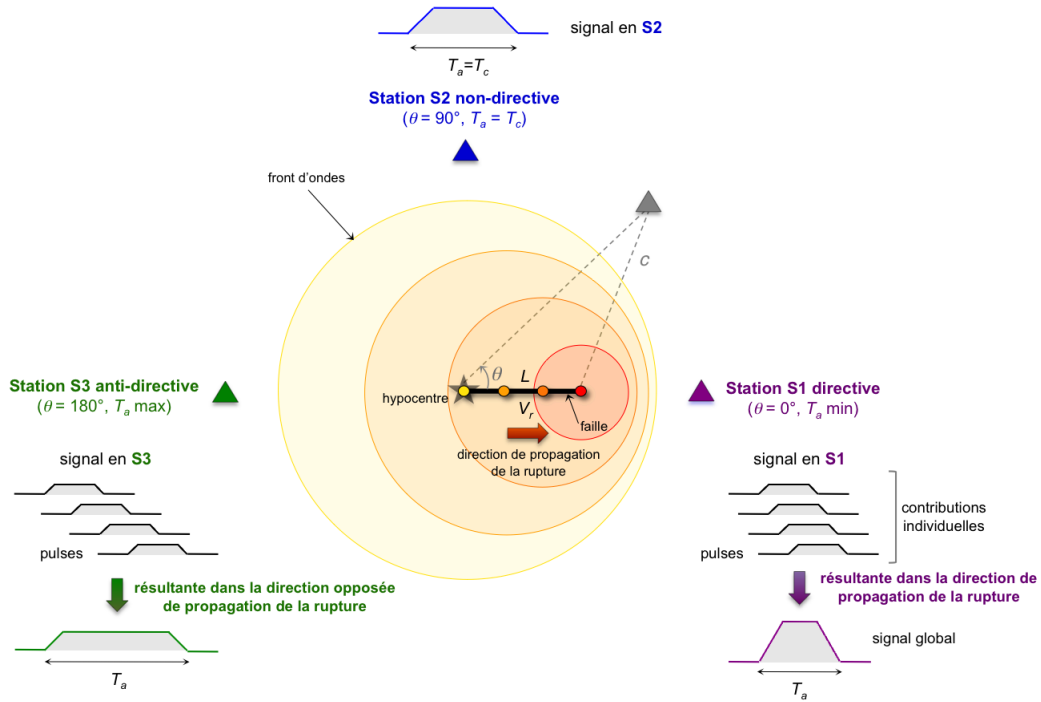 signal en S2
Tₐ=T꜀
Station S2 non-directive
(θ = 90°, Tₐ = T꜀)
front d'ondes
c
θ
L
hypocentre
Vᵣ
faille
direction de propagation
de la rupture
Station S3 anti-directive
(θ = 180°, Tₐ max)
signal en S3
pulses
résultante dans la direction opposée
de propagation de la rupture
Tₐ
Station S1 directive
(θ = 0°, Tₐ min)
signal en S1
contributions
individuelles
pulses
résultante dans la direction de
propagation de la rupture
signal global
Tₐ